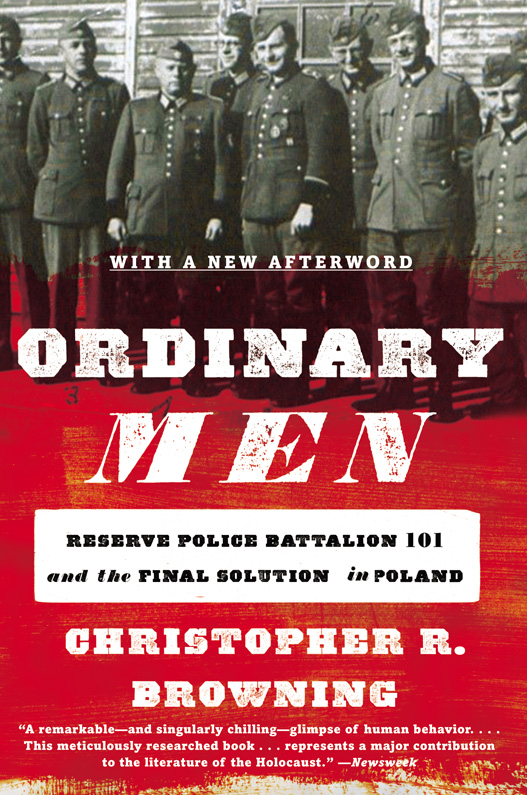 WITH A NEW AFTERWORD
ORDINARY
MEN
RESERVE POLICE BATTALION 101
and the FINAL SOLUTION in POLAND
CHRISTOPHER R.
BROWNING
“A remarkable—and singularly chilling—glimpse of human behavior. . . .
This meticulously researched book . . . represents a major contribution
to the literature of the Holocaust.” —Newsweek